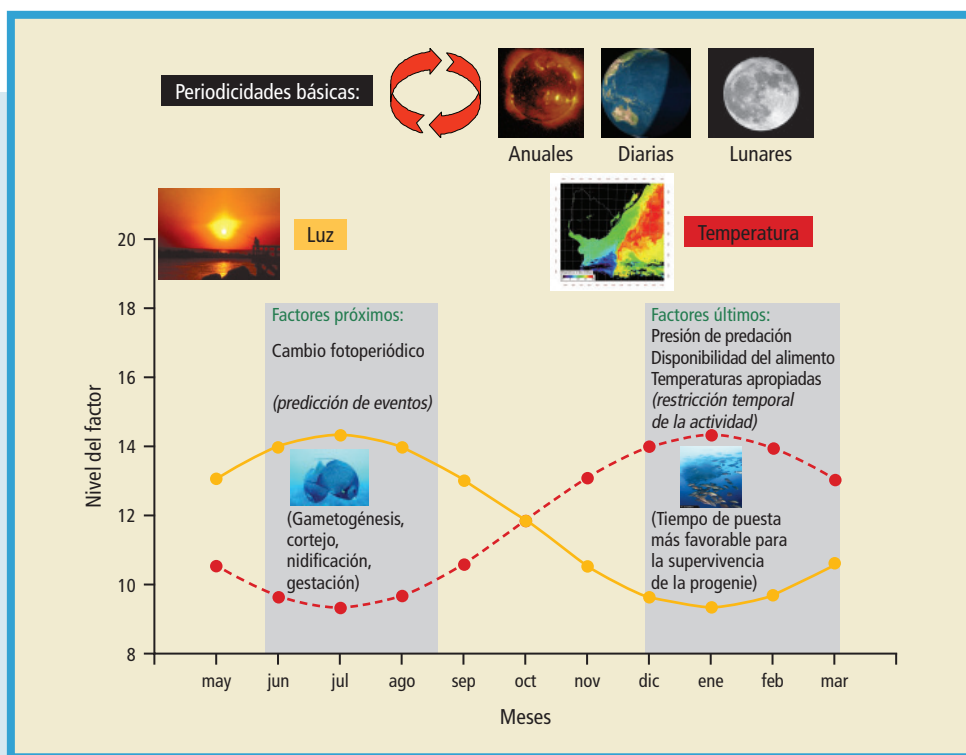 Periodicidades básicas:
Anuales
Diarias
Lunares
Luz
Temperatura
Nivel del factor
20
18
16
14
12
10
8
Factores próximos:
Cambio fotoperiódico
(predicción de eventos)
(Gametogénesis,
cortejo,
nidificación,
gestación)
Factores últimos:
Presión de predación
Disponibilidad del alimento
Temperaturas apropiadas
(restricción temporal
de la actividad)
(Tiempo de puesta
más favorable para
la supervivencia
de la progenie)
may jun jul ago sep oct nov dic ene feb mar
Meses